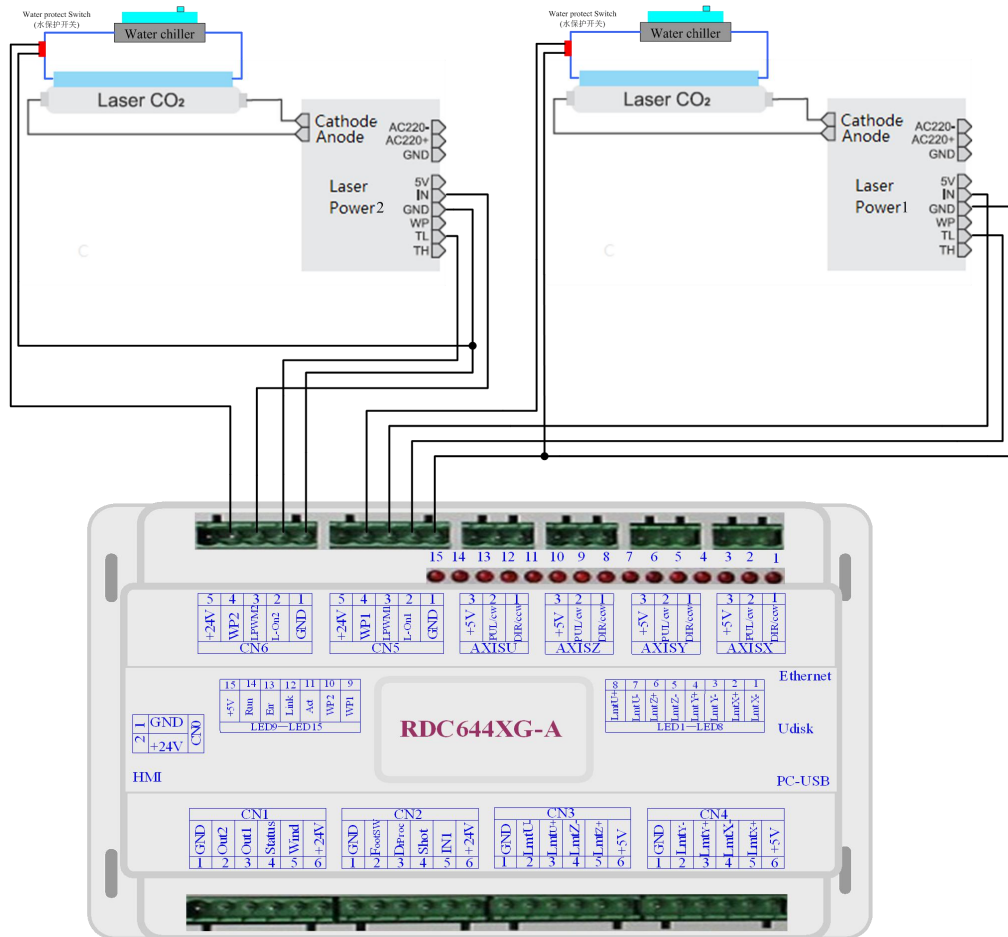 Water protect Switch
(水保护开关)
Water chiller
Laser CO₂
Cathode
Anode
AC220-
AC220+
GND
5V
IN
GND
WP
TL
TH
Laser
Power2
C
Water protect Switch
(水保护开关)
Water chiller
Laser CO₂
Cathode
Anode
AC220-
AC220+
GND
5V
IN
GND
WP
TL
TH
Laser
Power1
C
15 14 13 12 11 10 9 8 7 6 5 4 3 2 1
5 4 3 2 1
+24V WP2 LPWM2 L-On2 GND
CN6
5 4 3 2 1
+24V WP1 LPWM1 L-On1 GND
CN5
3 2 1
+5V PUL/cw DIR/ccw
AXISU
3 2 1
+5V PUL/cw DIR/ccw
AXISZ
3 2 1
+5V PUL/cw DIR/ccw
AXISY
3 2 1
+5V PUL/cw DIR/ccw
AXISX
Ethernet
15 14 13 12 11 10 9
+5V Run Err Link Act WP2 WP1
LED9—LED15
8 7 6 5 4 3 2 1
LmtU+ LmtU- LmtZ+ LmtZ- LmtY+ LmtY- LmtX+ LmtX-
LED1—LED8
RDC644XG-A
Udisk
1 GND
2 +24V
CN0
HMI
PC-USB
CN1
GND Out2 Out1 Status Wind +24V
1 2 3 4 5 6
CN2
GND FootSW DrProc Shot IN1 +24V
1 2 3 4 5 6
CN3
GND LmtU- LmtU+ LmtZ- LmtZ+ +5V
1 2 3 4 5 6
CN4
GND LmtY- LmtY+ LmtX- LmtX+ +5V
1 2 3 4 5 6